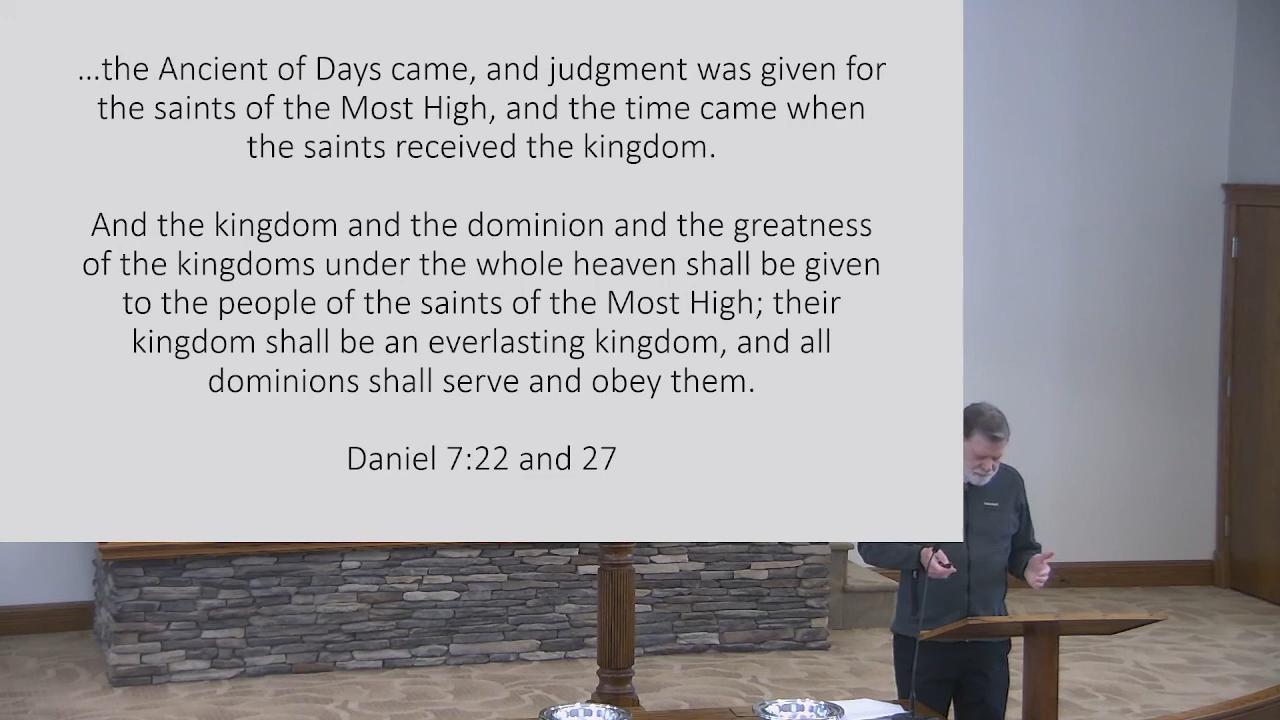 ...the Ancient of Days came, and judgment was given for
the saints of the Most High, and the time came when
the saints received the kingdom.
And the kingdom and the dominion and the greatness
of the kingdoms under the whole heaven shall be given
to the people of the saints of the Most High; their
kingdom shall be an everlasting kingdom, and all
dominions shall serve and obey them.
Daniel 7:22 and 27